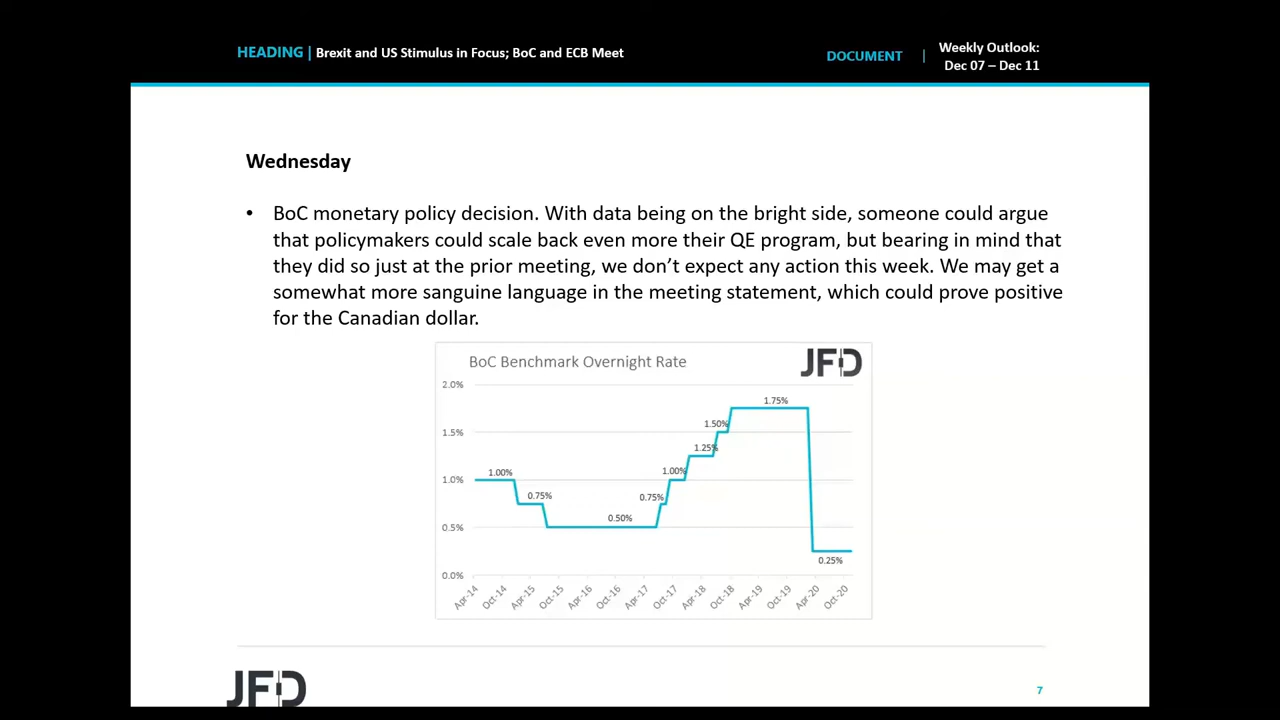 HEADING | Brexit and US Stimulus in Focus; BoC and ECB Meet
DOCUMENT | Weekly Outlook:
Dec 07 – Dec 11
Wednesday
• BoC monetary policy decision. With data being on the bright side, someone could argue
that policymakers could scale back even more their QE program, but bearing in mind that
they did so just at the prior meeting, we don’t expect any action this week. We may get a
somewhat more sanguine language in the meeting statement, which could prove positive
for the Canadian dollar.
BoC Benchmark Overnight Rate
JFD
2.0%
1.5%
1.0%
0.5%
0.0%
1.00%
0.75%
0.50%
0.75%
1.00%
1.25%
1.50%
1.75%
0.25%
Apr-14
Oct-14
Apr-15
Oct-15
Apr-16
Oct-16
Apr-17
Oct-17
Apr-18
Oct-18
Apr-19
Oct-19
Apr-20
Oct-20
JFD
7